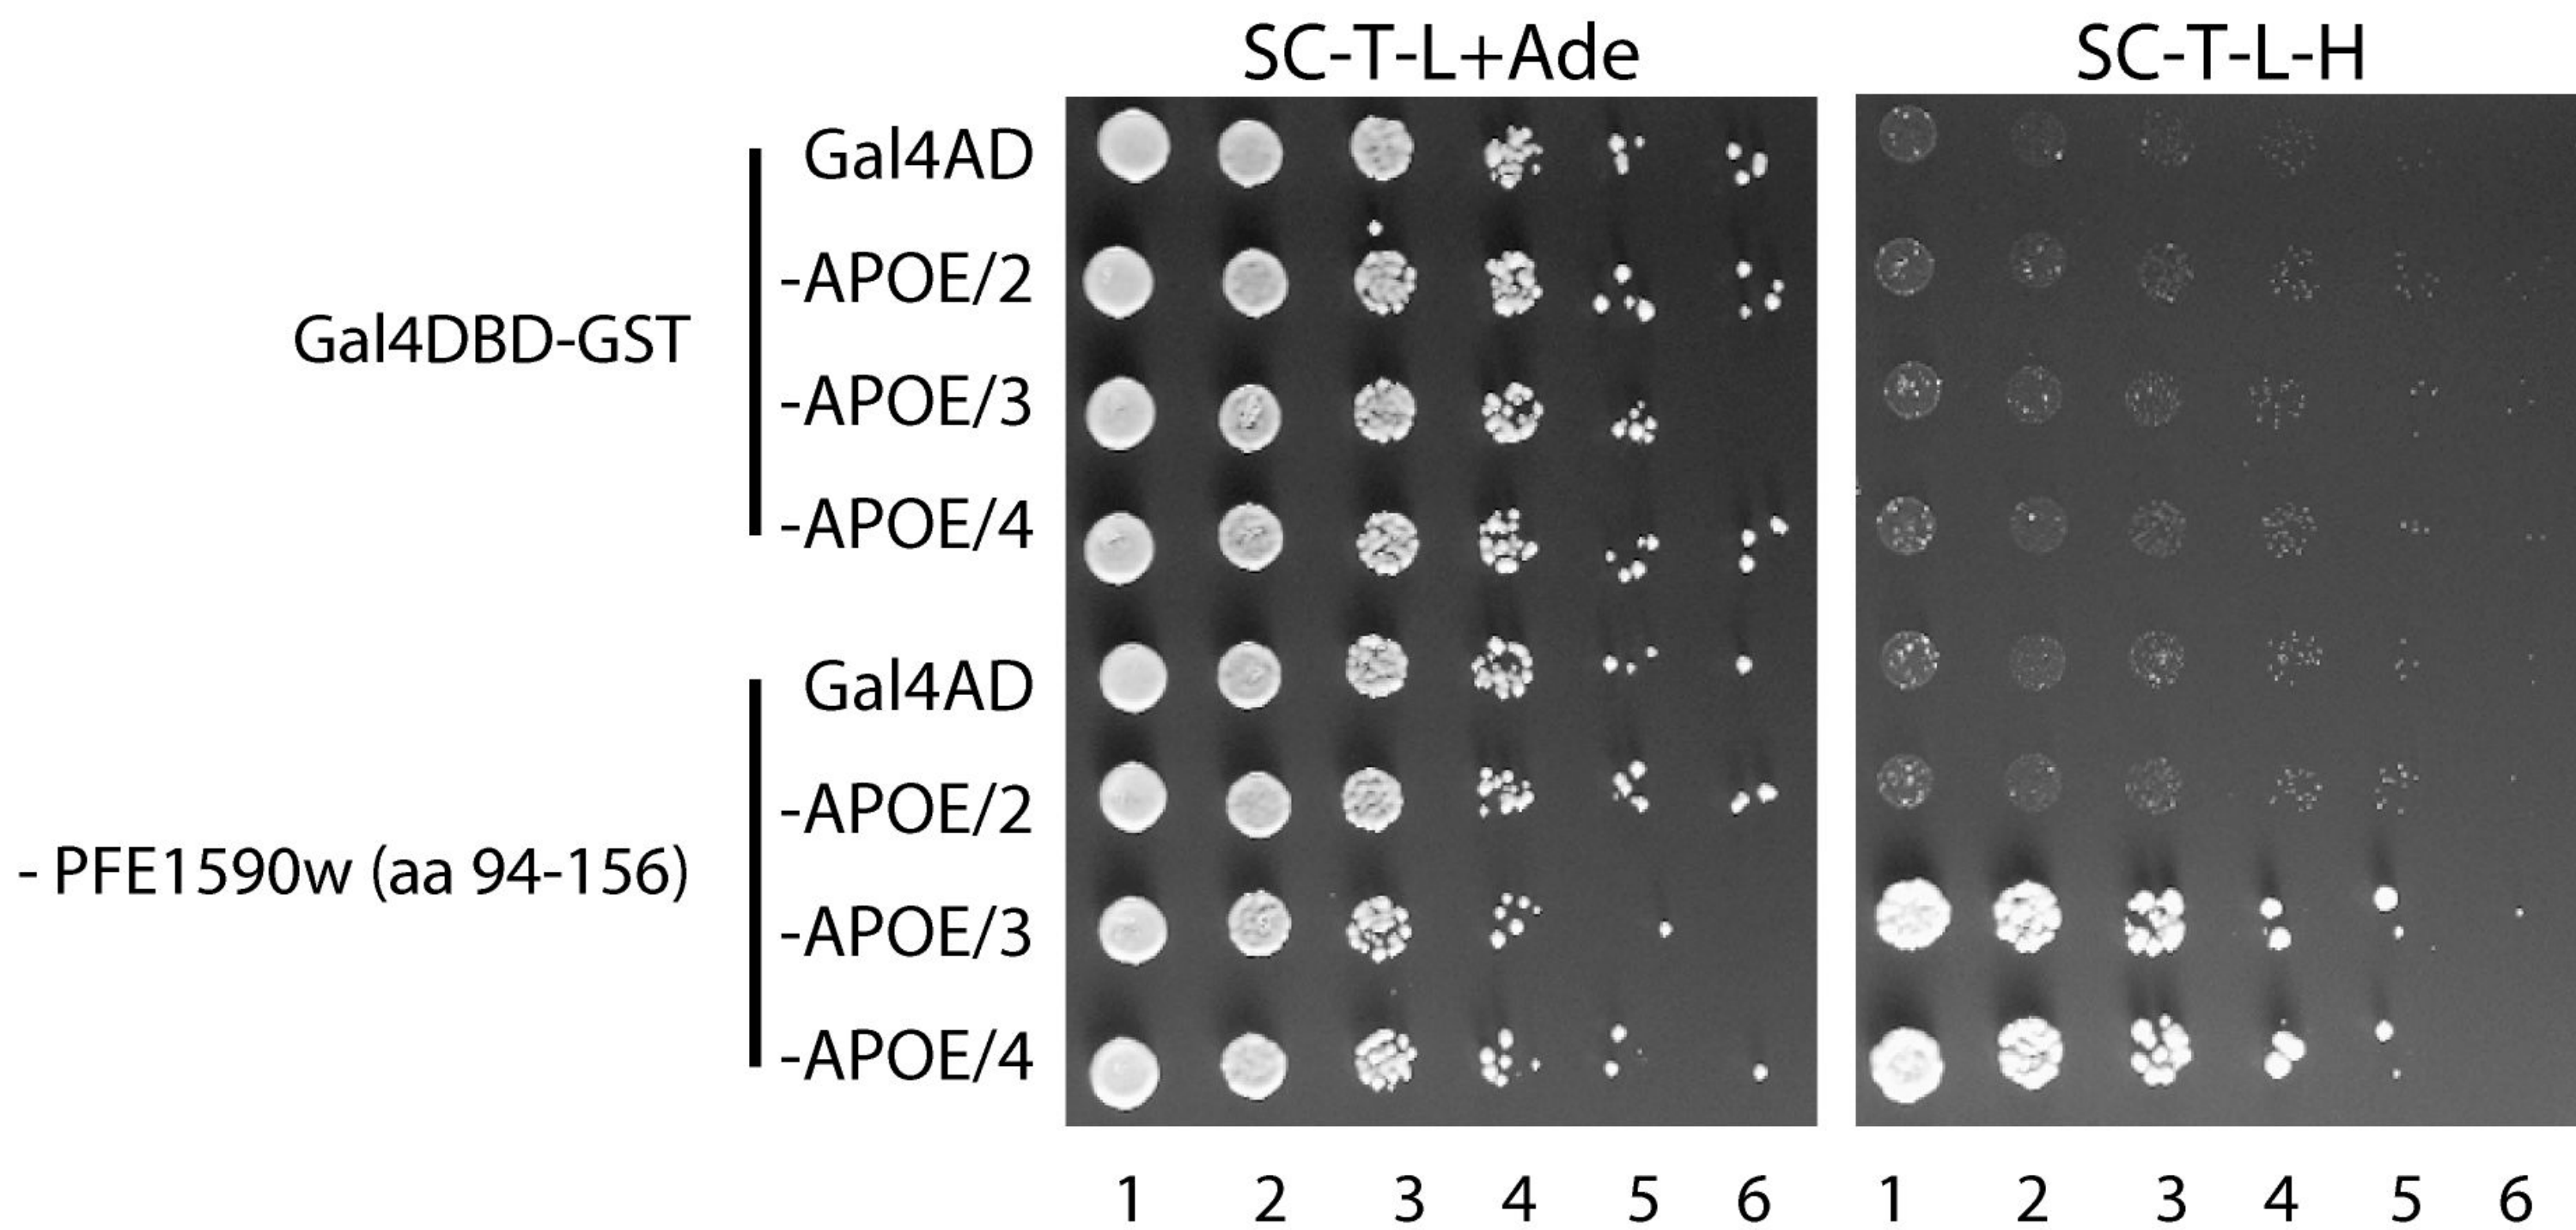 SC-T-L+Ade SC-T-L-H
Gal4AD
-APOE/2
Gal4DBD-GST
-APOE/3
-APOE/4
Gal4AD
-APOE/2
- PFE1590w (aa 94-156)
-APOE/3
-APOE/4
1 2 3 4 5 6 1 2 3 4 5 6